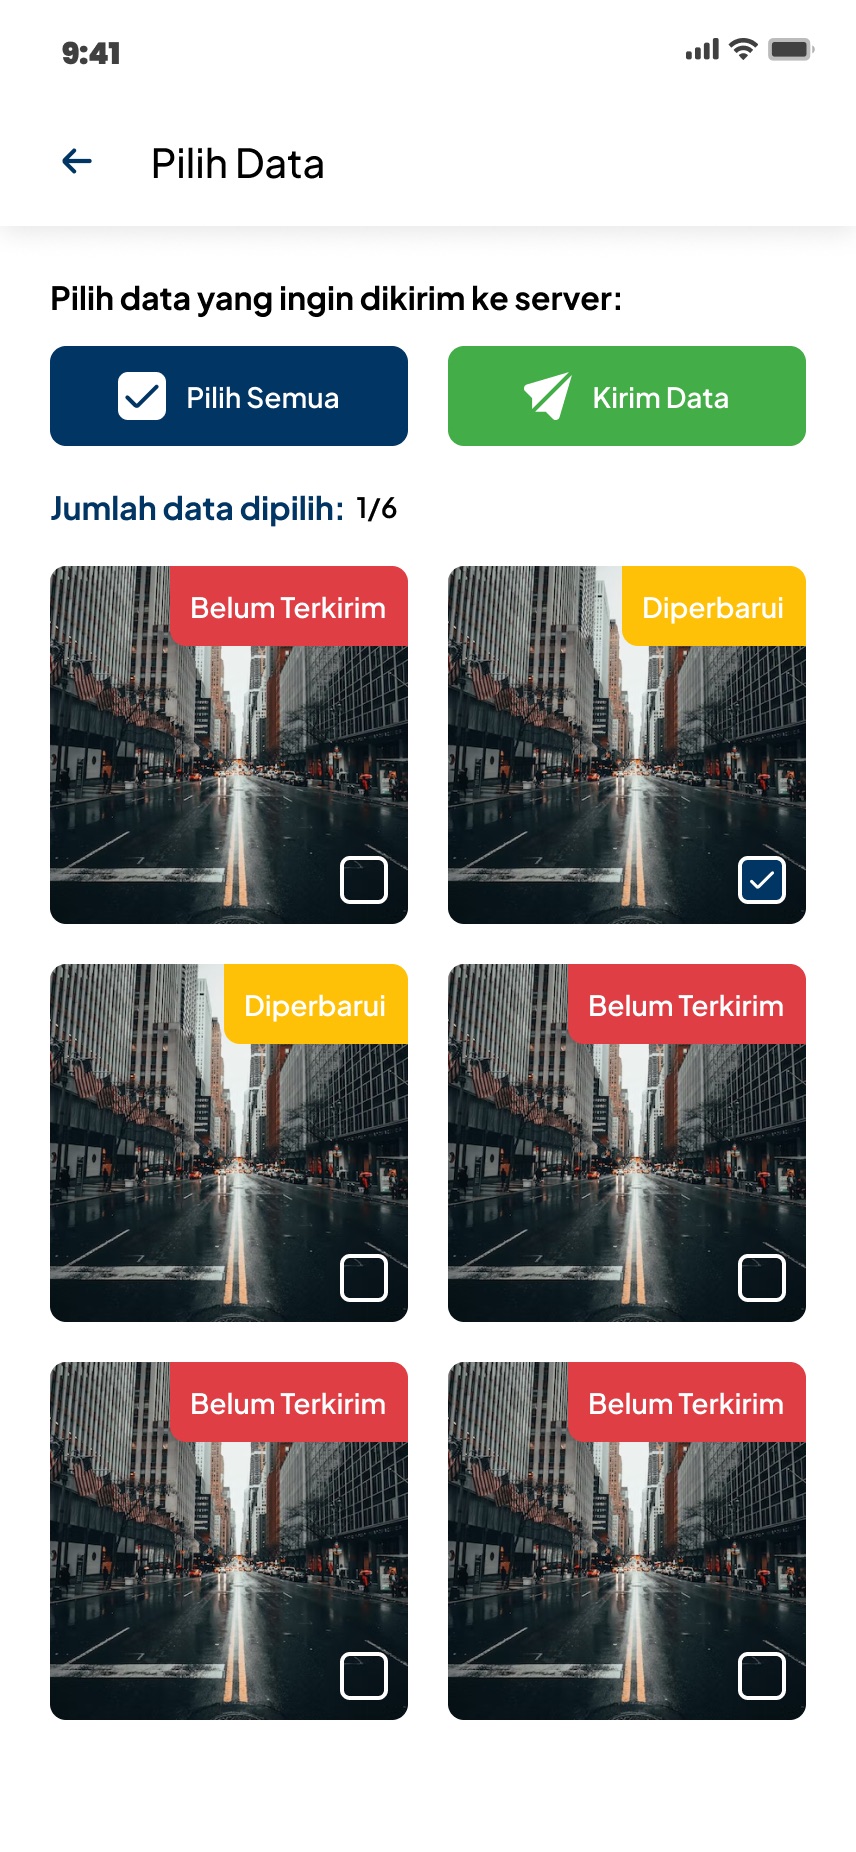 9:41
Pilih Data
Pilih data yang ingin dikirim ke server:
Pilih Semua
Kirim Data
Jumlah data dipilih: 1/6
Belum Terkirim
Diperbarui
Diperbarui
Belum Terkirim
Belum Terkirim
Belum Terkirim